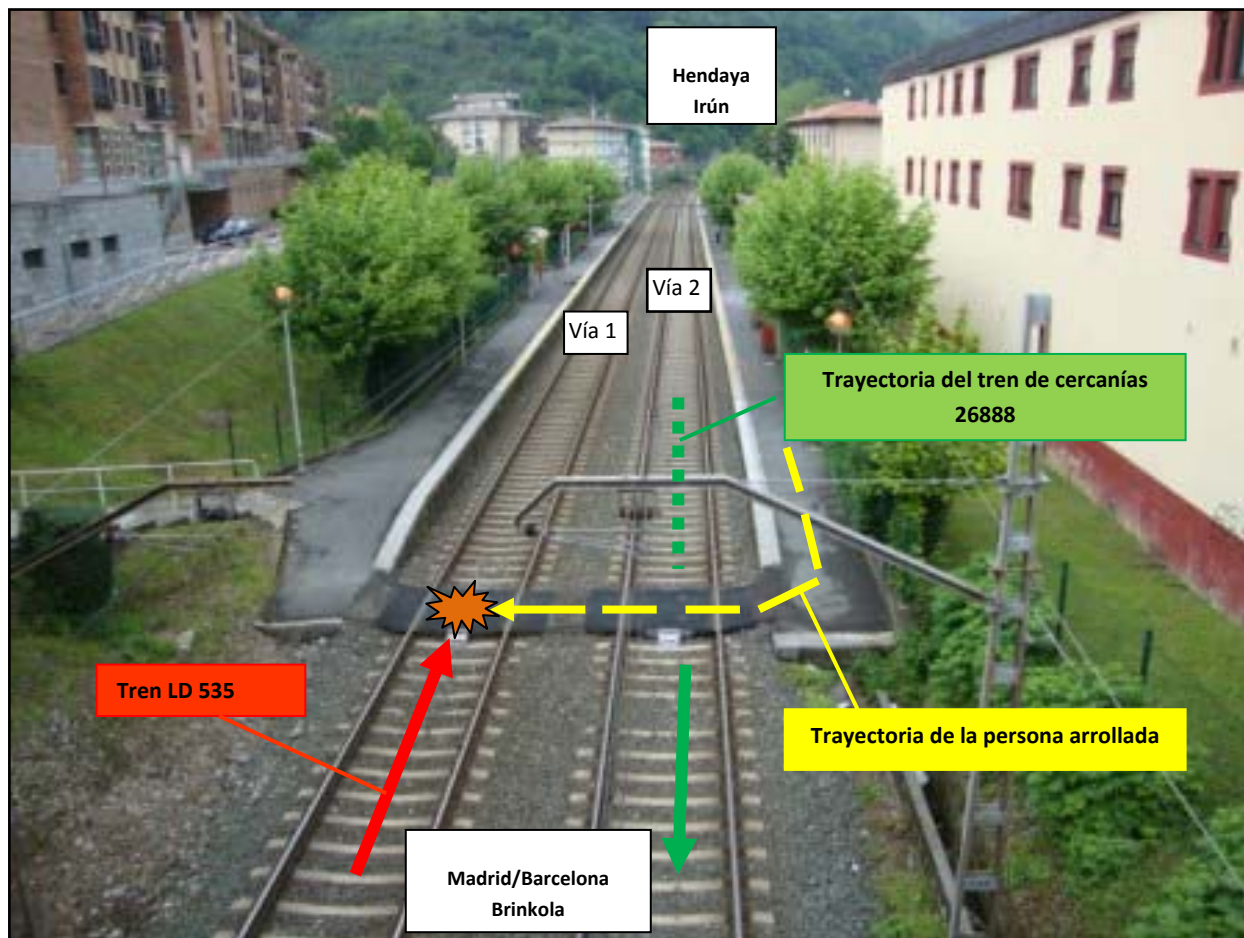 Hendaya
Irún
Vía 2
Vía 1
Trayectoria del tren de cercanías
26888
Tren LD 535
Trayectoria de la persona arrollada
Madrid/Barcelona
Brinkola